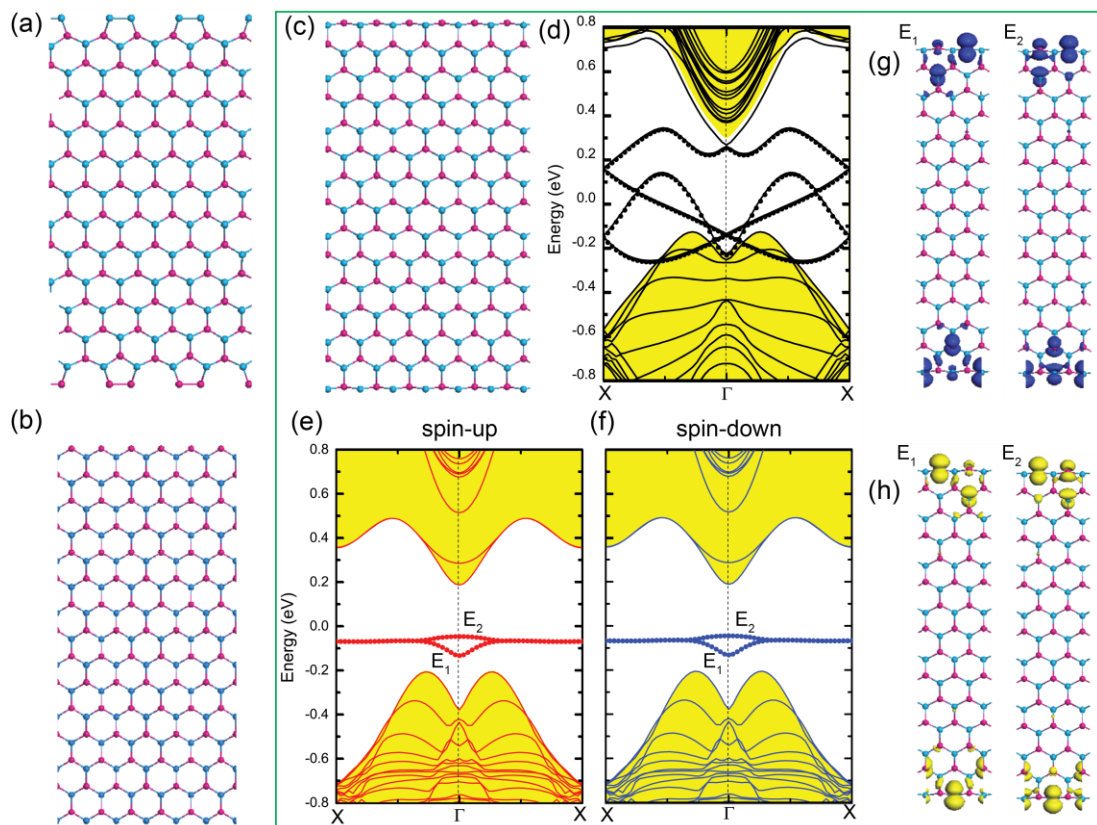 (a)
(c)
(d)
Energy (eV)
0.8
0.6
0.4
0.2
0.0
-0.2
-0.4
-0.6
-0.8
X
Γ
X
(g)
E1
E2
(b)
(e)
spin-up
Energy (eV)
0.8
0.6
0.4
0.2
0.0
-0.2
-0.4
-0.6
-0.8
E2
E1
X
Γ
X
(f)
spin-down
E2
E1
X
Γ
X
(h)
E1
E2